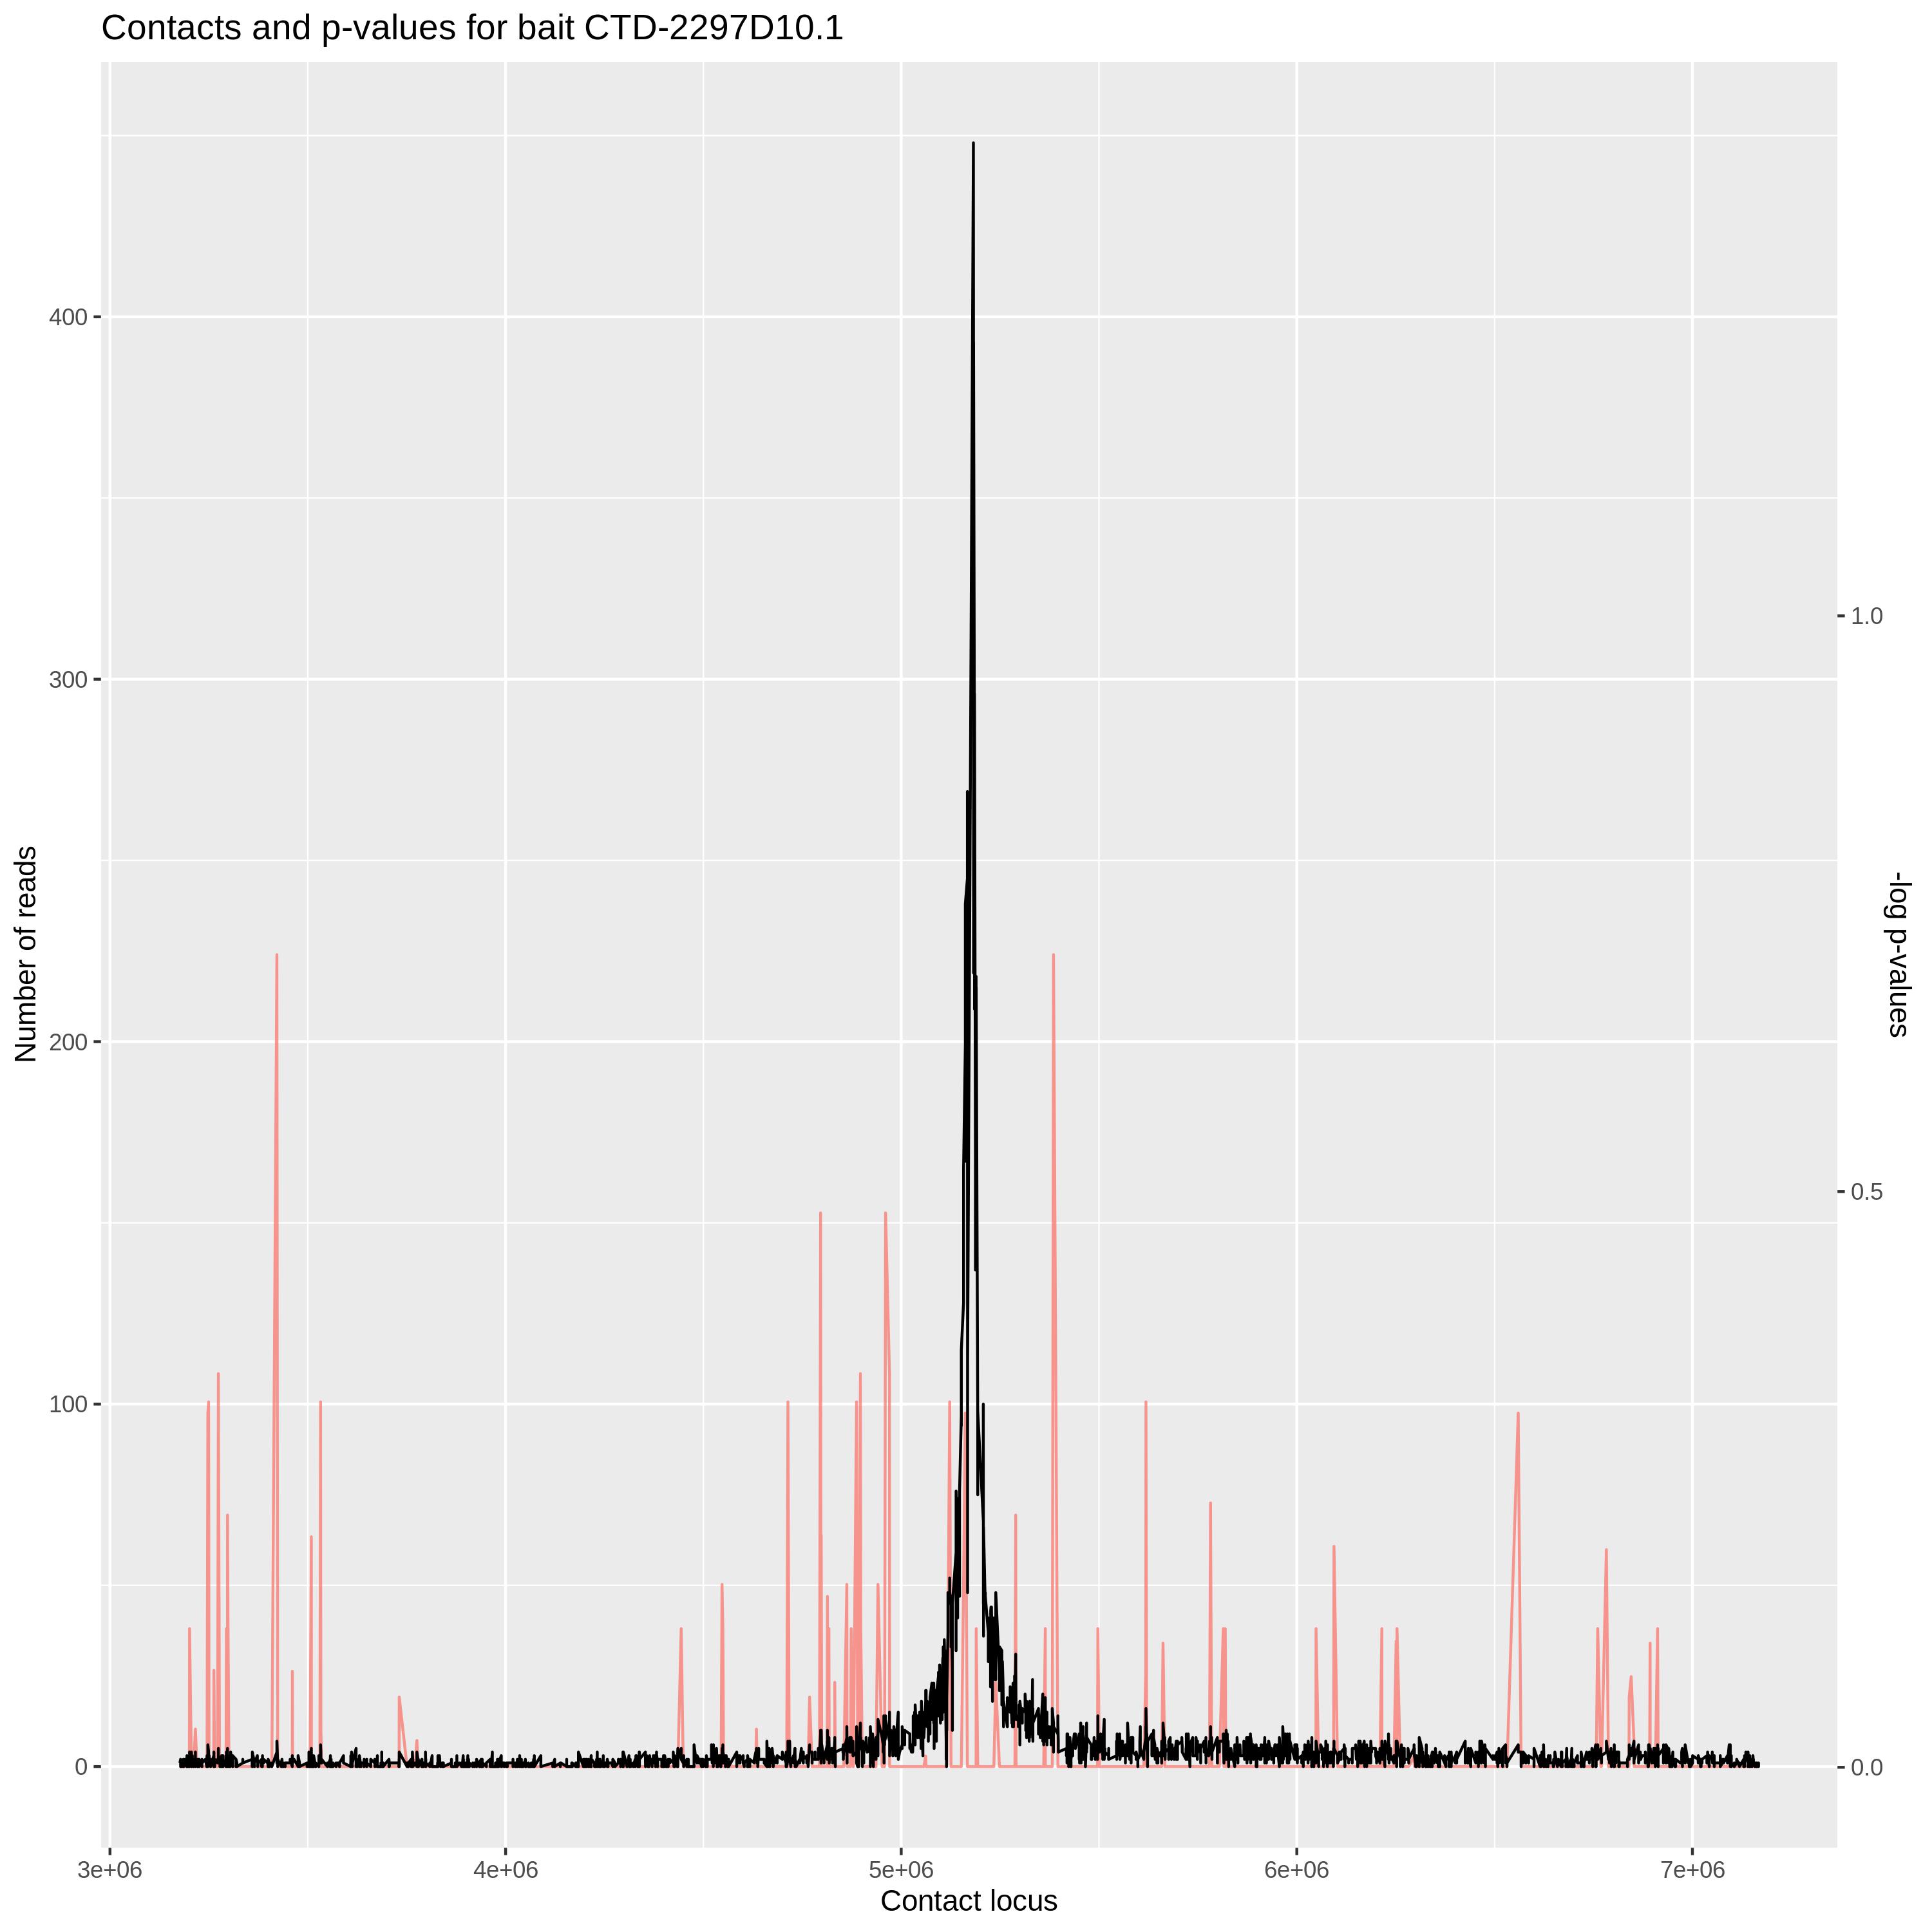 Contacts and p-values for bait CTD-2297D10.1
400
300
200
100
0
Number of reads
1.0
0.5
0.0
-log p-values
3e+06
4e+06
5e+06
6e+06
7e+06
Contact locus